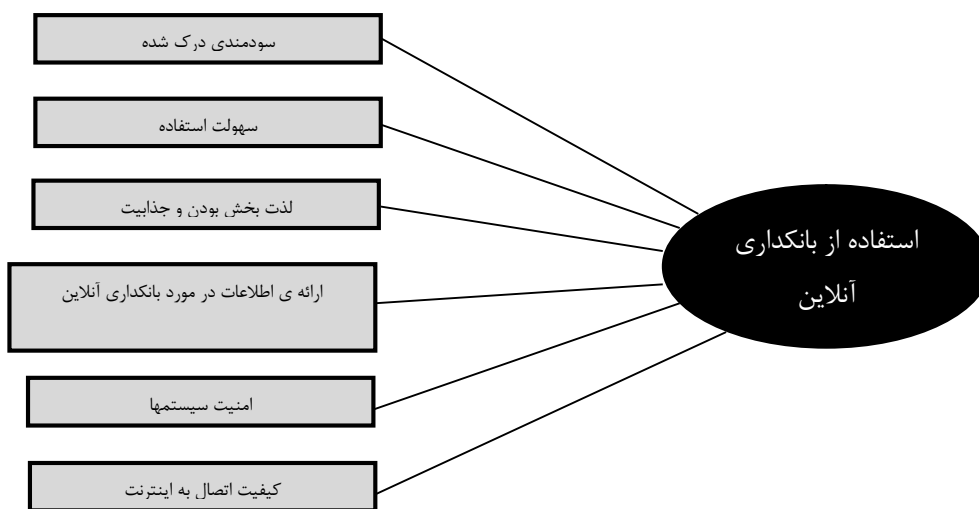 سودمندی درک شده
سهولت استفاده
لذت بخش بودن و جذابیت
ارائه ی اطلاعات در مورد بانکداری آنلاین
امنیت سیستمها
کیفیت اتصال به اینترنت
استفاده از بانکداری
آنلاین